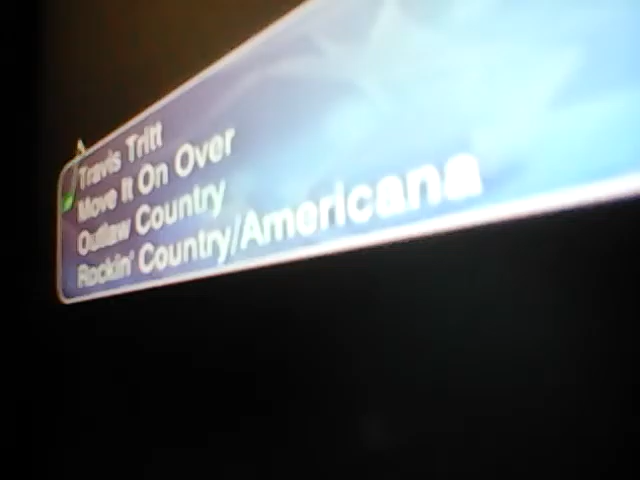 Travis Tritt
Move It On Over
Outlaw Country
Rockin' Country/Americana